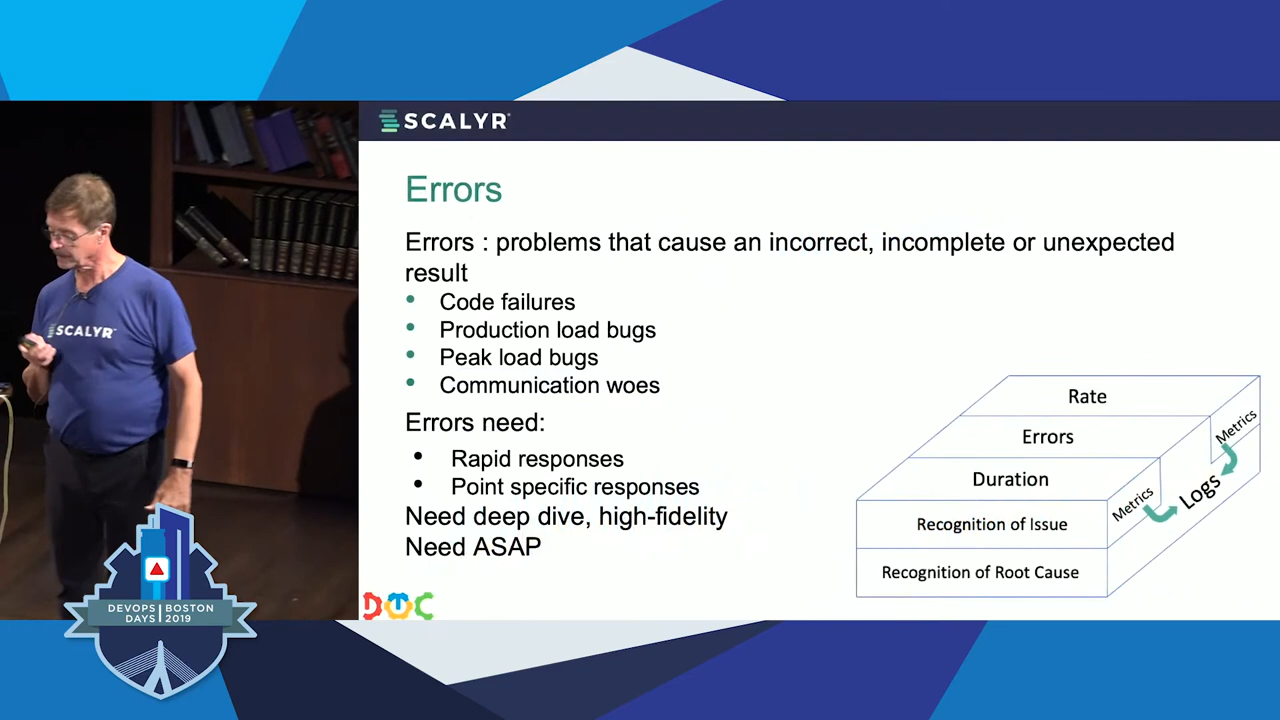 SCALYR
Errors
Errors : problems that cause an incorrect, incomplete or unexpected
result
• Code failures
• Production load bugs
• Peak load bugs
• Communication woes
Errors need:
• Rapid responses
• Point specific responses
Need deep dive, high-fidelity
Need ASAP
Rate
Errors
Duration
Recognition of Issue
Recognition of Root Cause
Metrics
Logs
Metrics
SCALYR
DEVOPS BOSTON
DAYS 2019
DTC